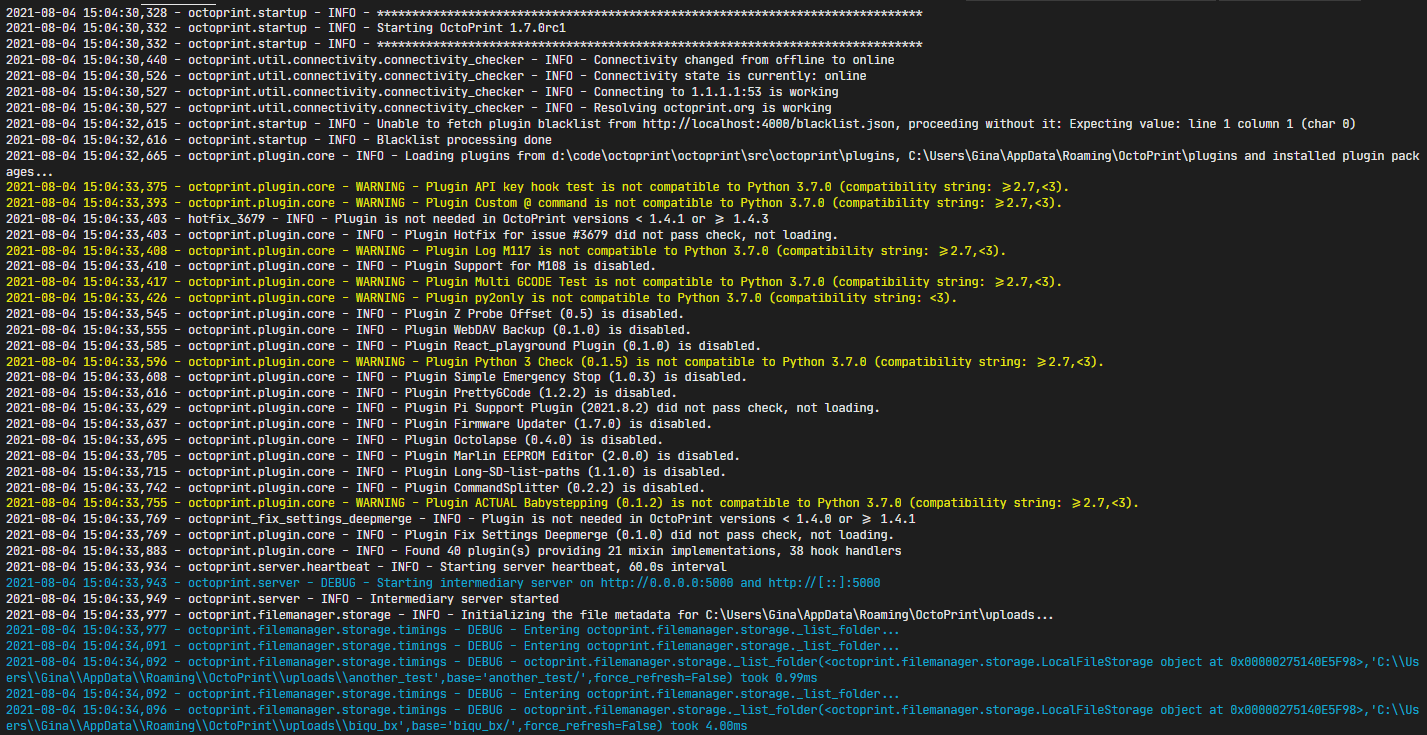 2021-08-04 15:04:30,328 - octoprint.startup - INFO - ******************************************************************************
2021-08-04 15:04:30,332 - octoprint.startup - INFO - Starting OctoPrint 1.7.0rc1
2021-08-04 15:04:30,332 - octoprint.startup - INFO - ******************************************************************************
2021-08-04 15:04:30,440 - octoprint.util.connectivity.connectivity_checker - INFO - Connectivity changed from offline to online
2021-08-04 15:04:30,526 - octoprint.util.connectivity.connectivity_checker - INFO - Connectivity state is currently: online
2021-08-04 15:04:30,527 - octoprint.util.connectivity.connectivity_checker - INFO - Connecting to 1.1.1.1:53 is working
2021-08-04 15:04:30,527 - octoprint.util.connectivity.connectivity_checker - INFO - Resolving octoprint.org is working
2021-08-04 15:04:32,615 - octoprint.startup - INFO - Unable to fetch plugin blacklist from http://localhost:4000/blacklist.json, proceeding without it: Expecting value: line 1 column 1 (char 0)
2021-08-04 15:04:32,616 - octoprint.startup - INFO - Blacklist processing done
2021-08-04 15:04:32,665 - octoprint.plugin.core - INFO - Loading plugins from d:\code\octoprint\octoprint\src\octoprint\plugins, C:\Users\Gina\AppData\Roaming\OctoPrint\plugins and installed plugin pack
ages...
2021-08-04 15:04:33,375 - octoprint.plugin.core - WARNING - Plugin API key hook test is not compatible to Python 3.7.0 (compatibility string: ⩾2.7,<3).
2021-08-04 15:04:33,393 - octoprint.plugin.core - WARNING - Plugin Custom @ command is not compatible to Python 3.7.0 (compatibility string: ⩾2.7,<3).
2021-08-04 15:04:33,403 - hotfix_3679 - INFO - Plugin is not needed in OctoPrint versions < 1.4.1 or ⩾ 1.4.3
2021-08-04 15:04:33,403 - octoprint.plugin.core - INFO - Plugin Hotfix for issue #3679 did not pass check, not loading.
2021-08-04 15:04:33,408 - octoprint.plugin.core - WARNING - Plugin Log M117 is not compatible to Python 3.7.0 (compatibility string: ⩾2.7,<3).
2021-08-04 15:04:33,410 - octoprint.plugin.core - INFO - Plugin Support for M108 is disabled.
2021-08-04 15:04:33,417 - octoprint.plugin.core - WARNING - Plugin Multi GCODE Test is not compatible to Python 3.7.0 (compatibility string: ⩾2.7,<3).
2021-08-04 15:04:33,426 - octoprint.plugin.core - WARNING - Plugin py2only is not compatible to Python 3.7.0 (compatibility string: <3).
2021-08-04 15:04:33,545 - octoprint.plugin.core - INFO - Plugin Z Probe Offset (0.5) is disabled.
2021-08-04 15:04:33,555 - octoprint.plugin.core - INFO - Plugin WebDAV Backup (0.1.0) is disabled.
2021-08-04 15:04:33,585 - octoprint.plugin.core - INFO - Plugin React_playground Plugin (0.1.0) is disabled.
2021-08-04 15:04:33,596 - octoprint.plugin.core - WARNING - Plugin Python 3 Check (0.1.5) is not compatible to Python 3.7.0 (compatibility string: ⩾2.7,<3).
2021-08-04 15:04:33,608 - octoprint.plugin.core - INFO - Plugin Simple Emergency Stop (1.0.3) is disabled.
2021-08-04 15:04:33,616 - octoprint.plugin.core - INFO - Plugin PrettyGCode (1.2.2) is disabled.
2021-08-04 15:04:33,629 - octoprint.plugin.core - INFO - Plugin Pi Support Plugin (2021.8.2) did not pass check, not loading.
2021-08-04 15:04:33,637 - octoprint.plugin.core - INFO - Plugin Firmware Updater (1.7.0) is disabled.
2021-08-04 15:04:33,695 - octoprint.plugin.core - INFO - Plugin Octolapse (0.4.0) is disabled.
2021-08-04 15:04:33,705 - octoprint.plugin.core - INFO - Plugin Marlin EEPROM Editor (2.0.0) is disabled.
2021-08-04 15:04:33,715 - octoprint.plugin.core - INFO - Plugin Long-SD-list-paths (1.1.0) is disabled.
2021-08-04 15:04:33,742 - octoprint.plugin.core - INFO - Plugin CommandSplitter (0.2.2) is disabled.
2021-08-04 15:04:33,755 - octoprint.plugin.core - WARNING - Plugin ACTUAL Babystepping (0.1.2) is not compatible to Python 3.7.0 (compatibility string: ⩾2.7,<3).
2021-08-04 15:04:33,769 - octoprint_fix_settings_deepmerge - INFO - Plugin is not needed in OctoPrint versions < 1.4.0 or ⩾ 1.4.1
2021-08-04 15:04:33,769 - octoprint.plugin.core - INFO - Plugin Fix Settings Deepmerge (0.1.0) did not pass check, not loading.
2021-08-04 15:04:33,883 - octoprint.plugin.core - INFO - Found 40 plugin(s) providing 21 mixin implementations, 38 hook handlers
2021-08-04 15:04:33,934 - octoprint.server.heartbeat - INFO - Starting server heartbeat, 60.0s interval
2021-08-04 15:04:33,943 - octoprint.server - DEBUG - Starting intermediary server on http://0.0.0.0:5000 and http://[::]:5000
2021-08-04 15:04:33,949 - octoprint.server - INFO - Intermediary server started
2021-08-04 15:04:33,977 - octoprint.filemanager.storage - INFO - Initializing the file metadata for C:\Users\Gina\AppData\Roaming\OctoPrint\uploads...
2021-08-04 15:04:33,977 - octoprint.filemanager.storage.timings - DEBUG - Entering octoprint.filemanager.storage._list_folder...
2021-08-04 15:04:34,091 - octoprint.filemanager.storage.timings - DEBUG - Entering octoprint.filemanager.storage._list_folder...
2021-08-04 15:04:34,092 - octoprint.filemanager.storage.timings - DEBUG - octoprint.filemanager.storage._list_folder(<octoprint.filemanager.storage.LocalFileStorage object at 0x00000275140E5F98>,'C:\\Us
ers\\Gina\\AppData\\Roaming\\OctoPrint\\uploads\\another_test',base='another_test/',force_refresh=False) took 0.99ms
2021-08-04 15:04:34,092 - octoprint.filemanager.storage.timings - DEBUG - Entering octoprint.filemanager.storage._list_folder...
2021-08-04 15:04:34,096 - octoprint.filemanager.storage.timings - DEBUG - octoprint.filemanager.storage._list_folder(<octoprint.filemanager.storage.LocalFileStorage object at 0x00000275140E5F98>,'C:\\Us
ers\\Gina\\AppData\\Roaming\\OctoPrint\\uploads\\biqu_bx',base='biqu_bx/',force_refresh=False) took 4.00ms